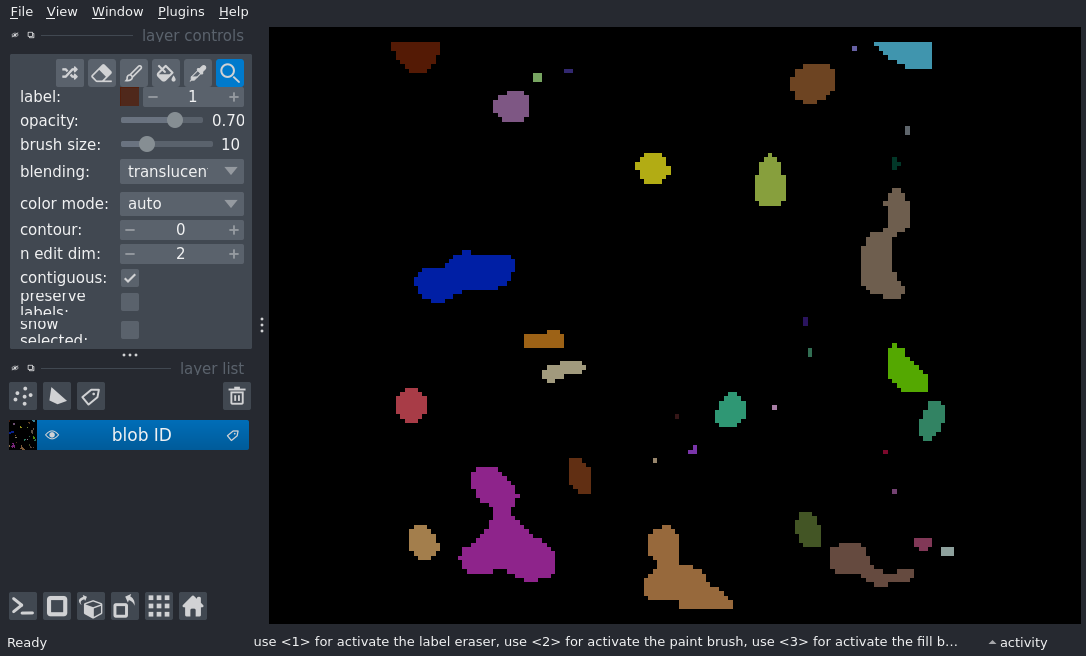 File View Window Plugins Help
layer controls
label: 1
opacity: 0.70
brush size: 10
blending: translucen
color mode: auto
contour: 0
n edit dim: 2
contiguous:
preserve
labels:
show
selected:
layer list
blob ID
Ready use <1> for activate the label eraser, use <2> for activate the paint brush, use <3> for activate the fill b... activity